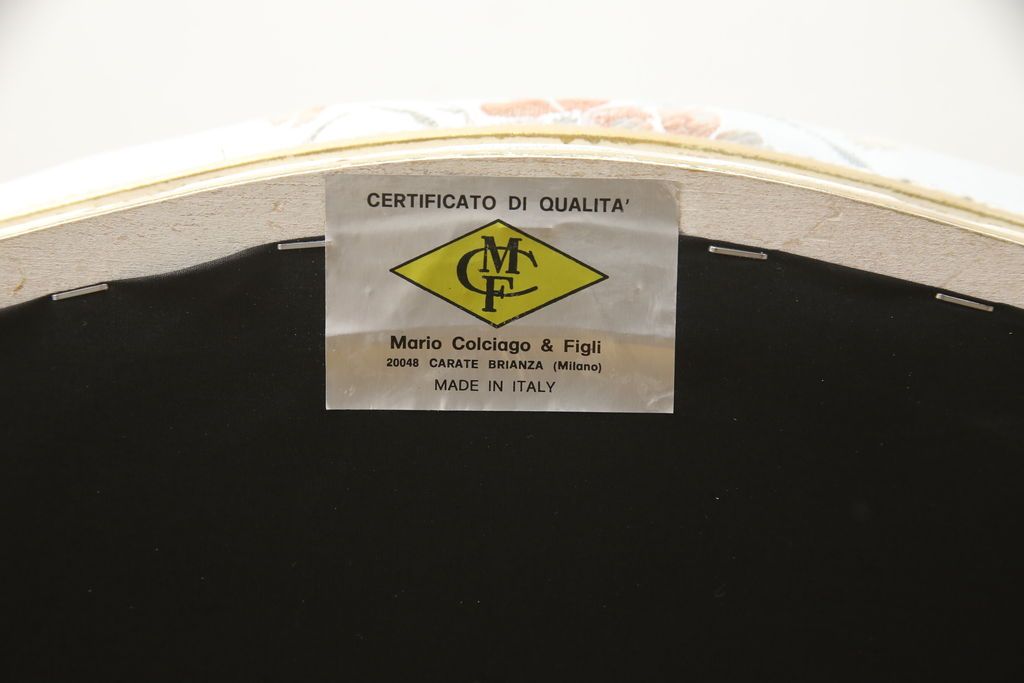 CERTIFICATO DI QUALITA'
MCF
Mario Colciago & Figli
20048 CARATE BRIANZA (Milano)
MADE IN ITALY